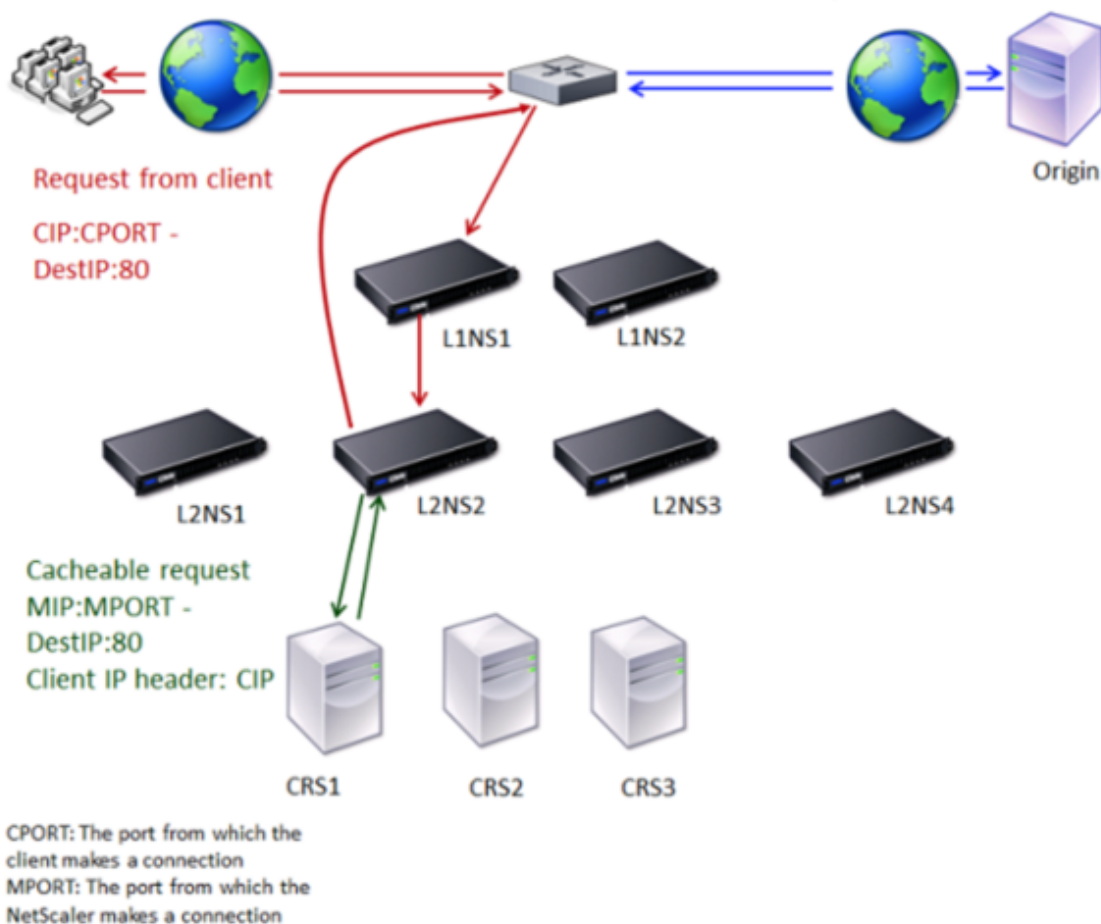 Origin
Request from client
CIP:CPORT -
DestIP:80
L1NS1
L1NS2
L2NS1
L2NS2
L2NS3
L2NS4
Cacheable request
MIP:MPORT -
DestIP:80
Client IP header: CIP
CRS1
CRS2
CRS3
CPORT: The port from which the
client makes a connection
MPORT: The port from which the
NetScaler makes a connection